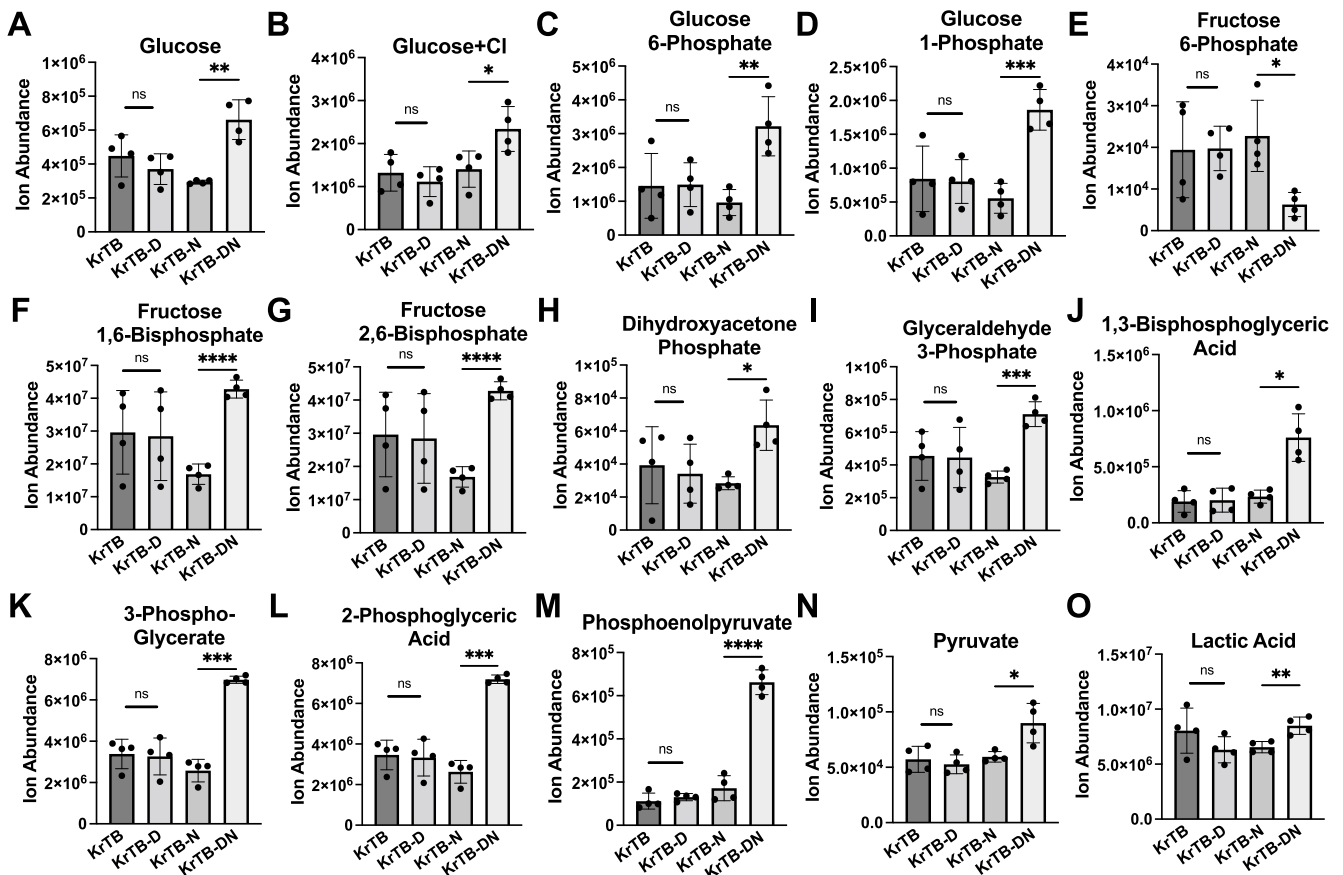 A
Glucose
Ion Abundance
8×10⁵
6×10⁵
4×10⁵
2×10⁵
0
ns
**
KrTB
KrTB-D
KrTB-N
KrTB-DN
B
Glucose+Cl
Ion Abundance
4×10⁶
3×10⁶
2×10⁶
1×10⁶
0
ns
*
KrTB
KrTB-D
KrTB-N
KrTB-DN
C
Glucose
6-Phosphate
Ion Abundance
6×10⁶
5×10⁶
4×10⁶
3×10⁶
2×10⁶
1×10⁶
0
ns
**
KrTB
KrTB-D
KrTB-N
KrTB-DN
D
Glucose
1-Phosphate
Ion Abundance
2.5×10⁶
2.0×10⁶
1.5×10⁶
1.0×10⁶
5.0×10⁵
0.0
ns
***
KrTB
KrTB-D
KrTB-N
KrTB-DN
E
Fructose
6-Phosphate
Ion Abundance
4×10⁴
3×10⁴
2×10⁴
1×10⁴
0
ns
*
KrTB
KrTB-D
KrTB-N
KrTB-DN
F
Fructose
1,6-Bisphosphate
Ion Abundance
5×10⁷
4×10⁷
3×10⁷
2×10⁷
1×10⁷
0
ns
****
KrTB
KrTB-D
KrTB-N
KrTB-DN
G
Fructose
2,6-Bisphosphate
Ion Abundance
5×10⁷
4×10⁷
3×10⁷
2×10⁷
1×10⁷
0
ns
****
KrTB
KrTB-D
KrTB-N
KrTB-DN
H
Dihydroxyacetone
Phosphate
Ion Abundance
1×10⁵
8×10⁴
6×10⁴
4×10⁴
2×10⁴
0
ns
*
KrTB
KrTB-D
KrTB-N
KrTB-DN
I
Glyceraldehyde
3-Phosphate
Ion Abundance
1×10⁶
8×10⁵
6×10⁵
4×10⁵
2×10⁵
0
ns
***
KrTB
KrTB-D
KrTB-N
KrTB-DN
J
1,3-Bisphosphoglyceric
Acid
Ion Abundance
1.5×10⁶
1.0×10⁶
5.0×10⁵
0.0
ns
*
KrTB
KrTB-D
KrTB-N
KrTB-DN
K
3-Phospho-
Glycerate
Ion Abundance
8×10⁶
6×10⁶
4×10⁶
2×10⁶
0
ns
***
KrTB
KrTB-D
KrTB-N
KrTB-DN
L
2-Phosphoglyceric
Acid
Ion Abundance
8×10⁶
6×10⁶
4×10⁶
2×10⁶
0
ns
***
KrTB
KrTB-D
KrTB-N
KrTB-DN
M
Phosphoenolpyruvate
Ion Abundance
8×10⁵
6×10⁵
4×10⁵
2×10⁵
0
ns
****
KrTB
KrTB-D
KrTB-N
KrTB-DN
N
Pyruvate
Ion Abundance
1.5×10⁵
1.0×10⁵
5.0×10⁴
0.0
ns
*
KrTB
KrTB-D
KrTB-N
KrTB-DN
O
Lactic Acid
Ion Abundance
1.5×10⁷
1.0×10⁷
5.0×10⁶
0.0
ns
**
KrTB
KrTB-D
KrTB-N
KrTB-DN